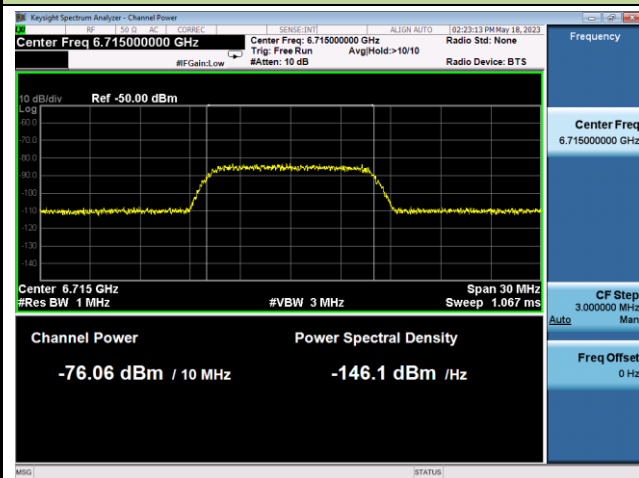 Keysight Spectrum Analyzer - Channel Power
RF 50 Ω AC CORREC SENSE:INT ALIGN AUTO 02:23:13 PM May 18, 2023
Center Freq 6.715000000 GHz
Center Freq: 6.715000000 GHz
Radio Std: None
Trig: Free Run Avg|Hold:>10/10
#IFGain:Low
#Atten: 10 dB
Radio Device: BTS
10 dB/div Ref -50.00 dBm
Log
-60.0
-70.0
-80.0
-90.0
-100
-110
-120
-130
-140
Center 6.715 GHz Span 30 MHz
#Res BW 1 MHz #VBW 3 MHz Sweep 1.067 ms
Channel Power Power Spectral Density
-76.06 dBm / 10 MHz -146.1 dBm /Hz
MSG STATUS
Frequency
Center Freq
6.715000000 GHz
CF Step
3.000000 MHz
Auto Man
Freq Offset
0 Hz